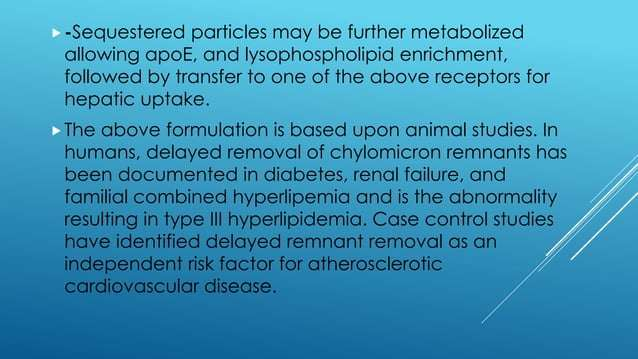 -Sequestered particles may be further metabolized
allowing apoE, and lysophospholipid enrichment,
followed by transfer to one of the above receptors for
hepatic uptake.
The above formulation is based upon animal studies. In
humans, delayed removal of chylomicron remnants has
been documented in diabetes, renal failure, and
familial combined hyperlipemia and is the abnormality
resulting in type III hyperlipidemia. Case control studies
have identified delayed remnant removal as an
independent risk factor for atherosclerotic
cardiovascular disease.